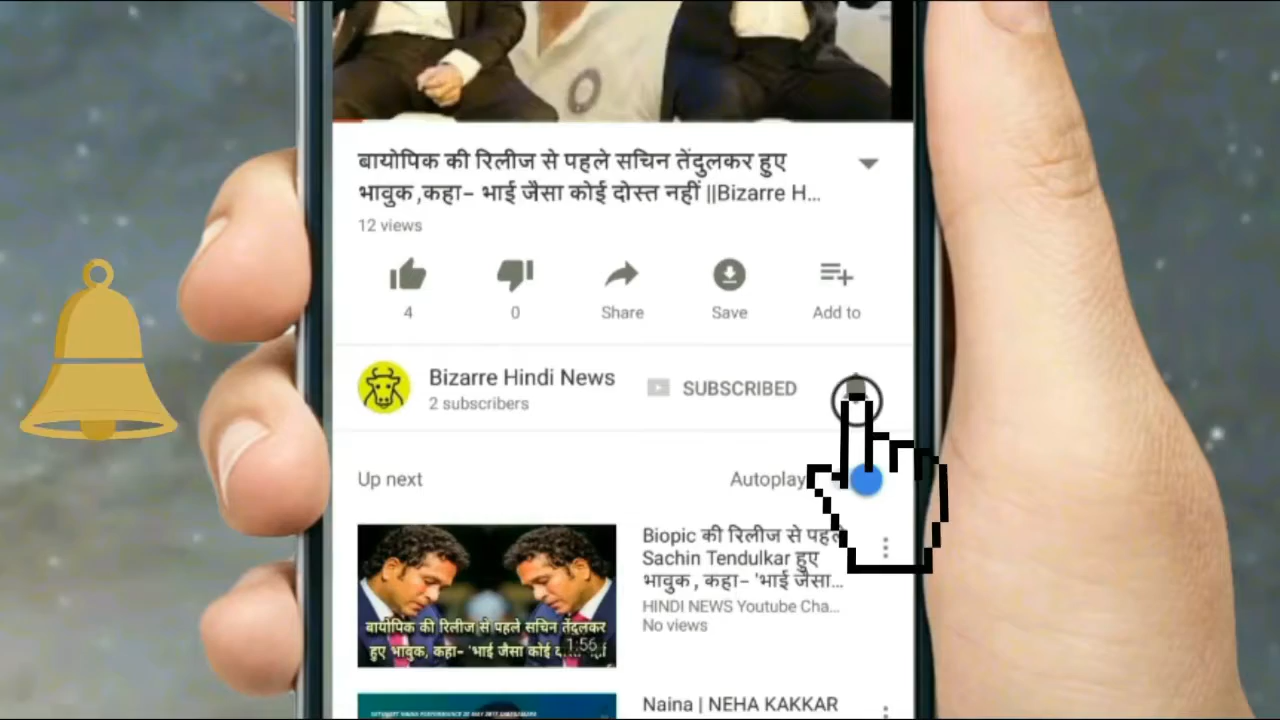 बायोपिक की रिलीज से पहले सचिन तेंदुलकर हुए
भावुक,कहा– भाई जैसा कोई दोस्त नहीं ||Bizarre H...
12 views
4
0
Share
Save
Add to
Bizarre Hindi News
2 subscribers
SUBSCRIBED
Up next
Autoplay
Biopic की रिलीज से पहले
Sachin Tendulkar हुए
भावुक, कहा– 'भाई जैसा...
HINDI NEWS Youtube Cha...
No views
बायोपिक की रिलीज से पहले सचिन तेंदुलकर
हुए भावुक, कहा– 'भाई जैसा कोई
1:56
Naina | NEHA KAKKAR